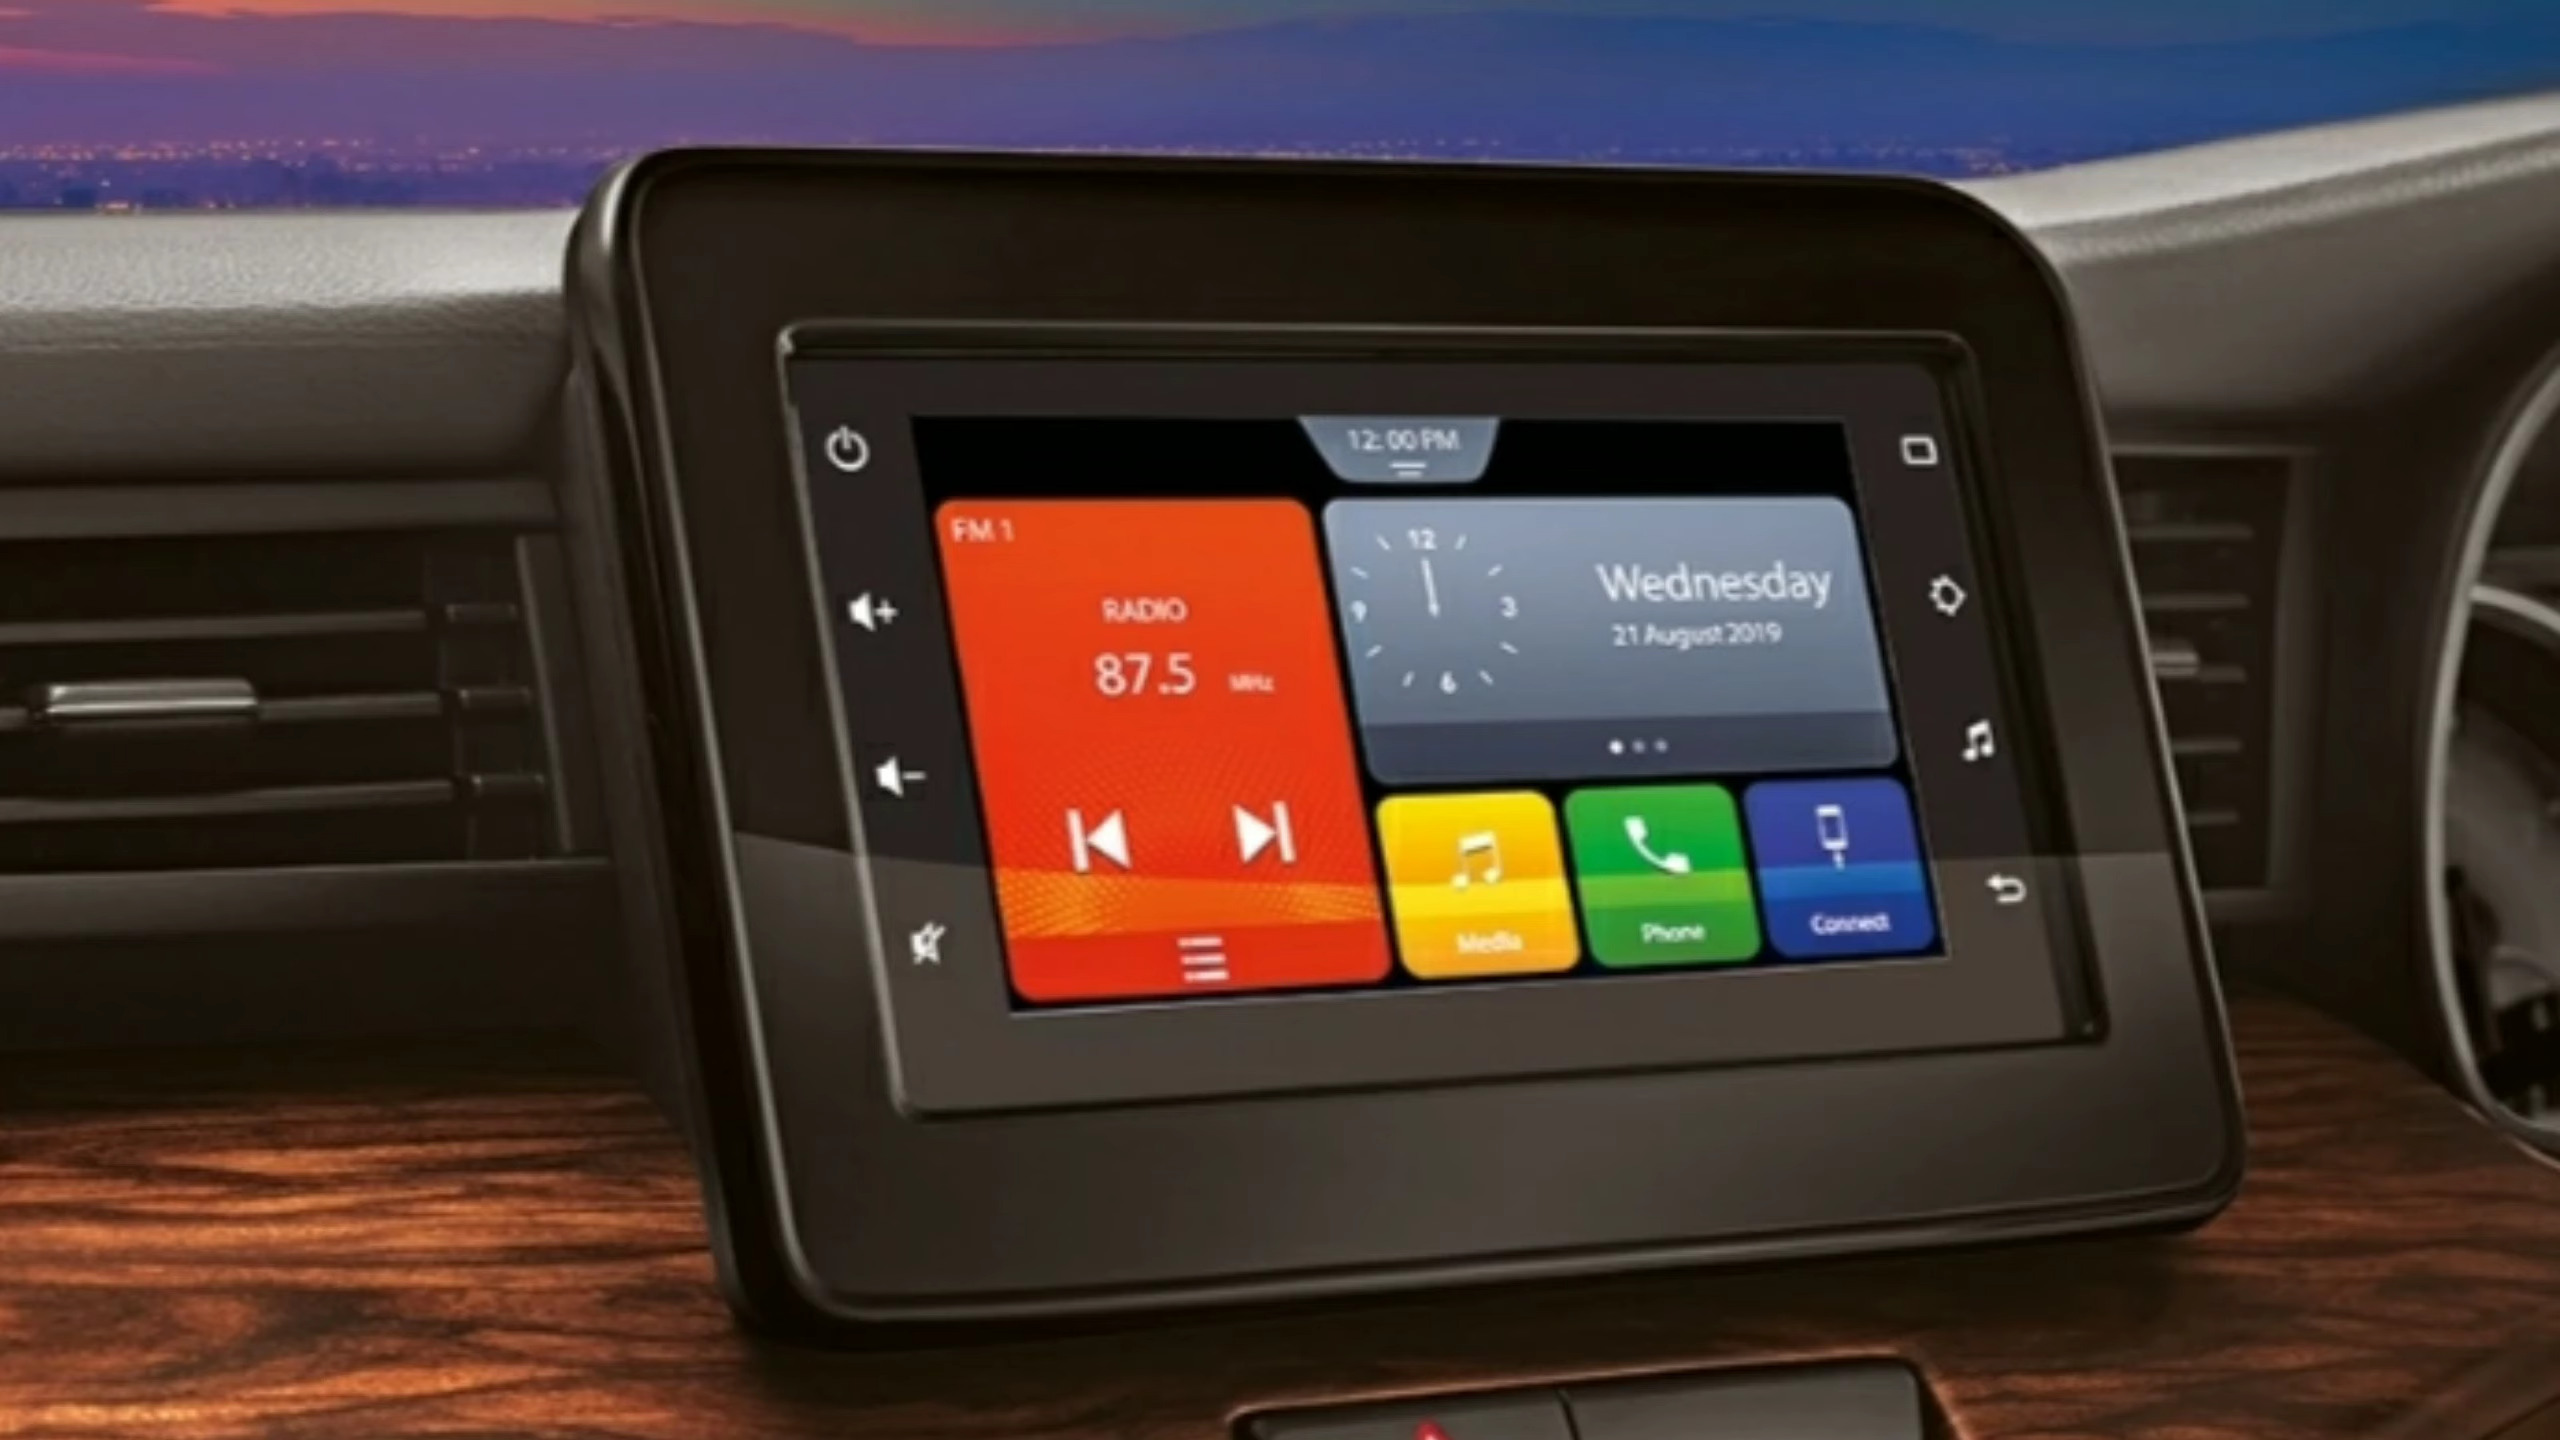 12:00 PM
FM 1
RADIO
87.5 MHz
12
9
3
6
Wednesday
21 August 2019
Media
Phone
Connect